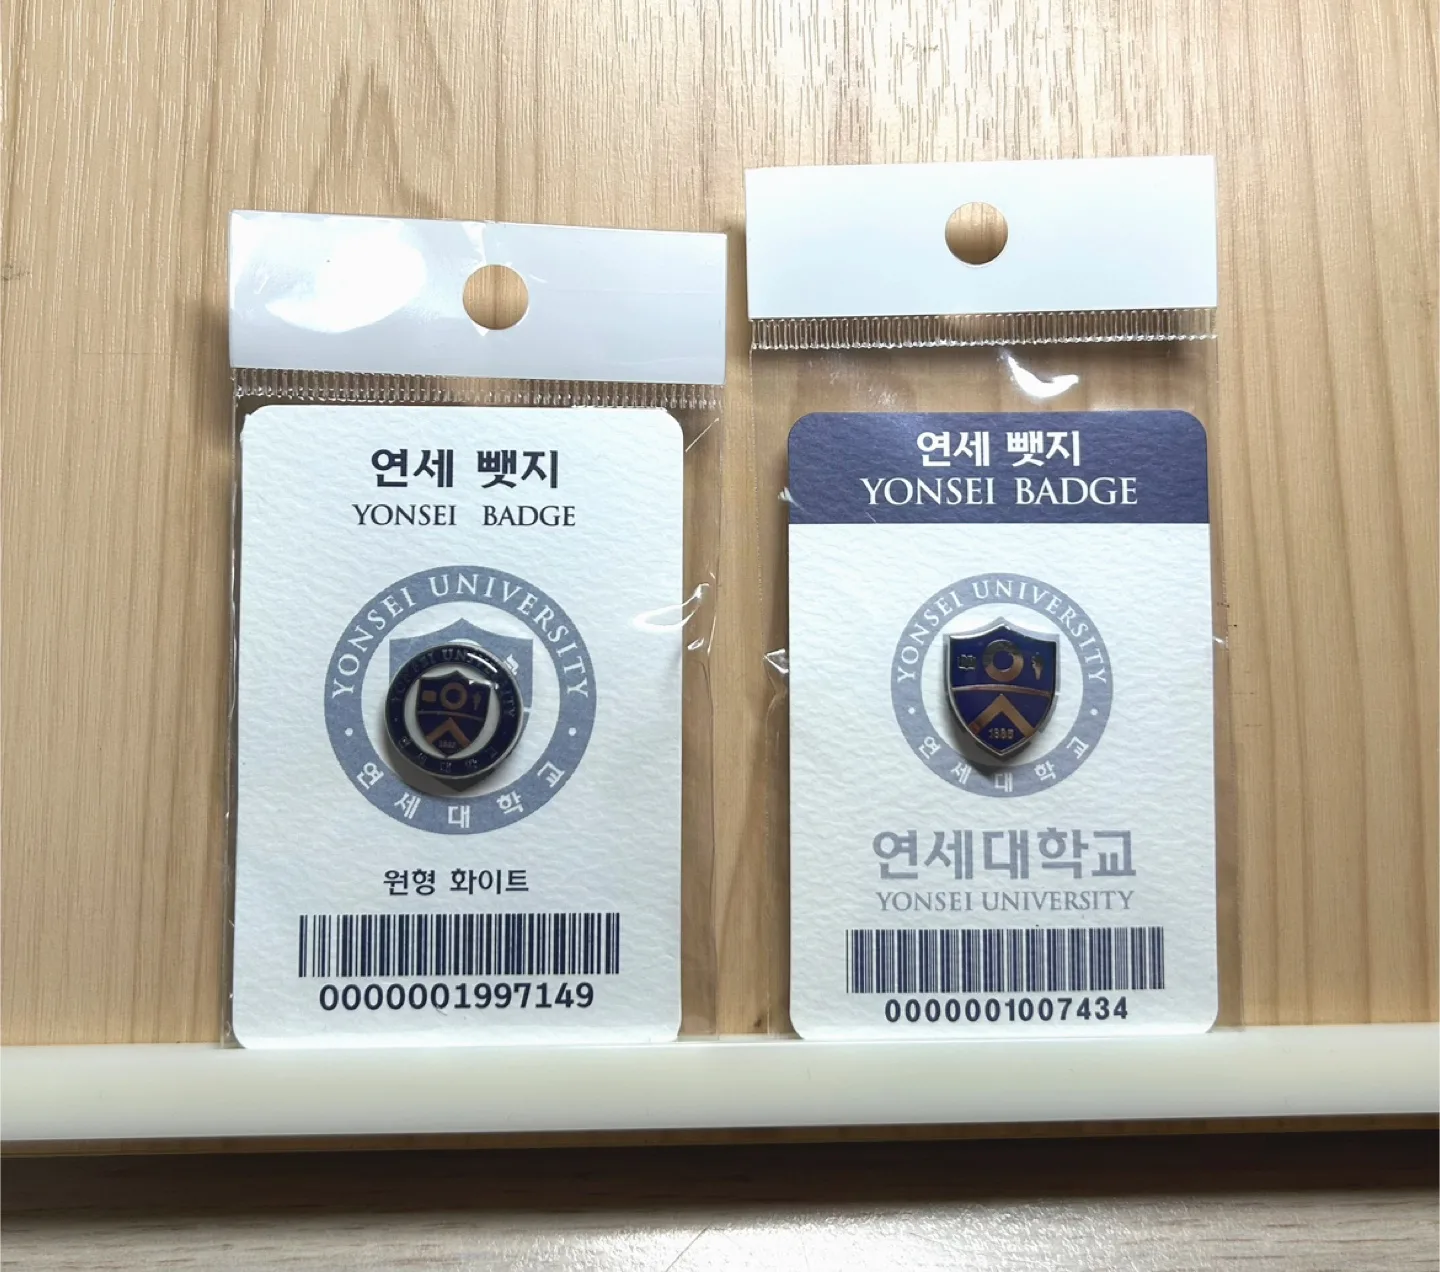 연세 뺏지
YONSEI BADGE
YONSEI UNIVERSITY
연세대학교
원형 화이트
0000001997149
연세 뺏지
YONSEI BADGE
YONSEI UNIVERSITY
1885
연세대학교
연세대학교
YONSEI UNIVERSITY
0000001007434